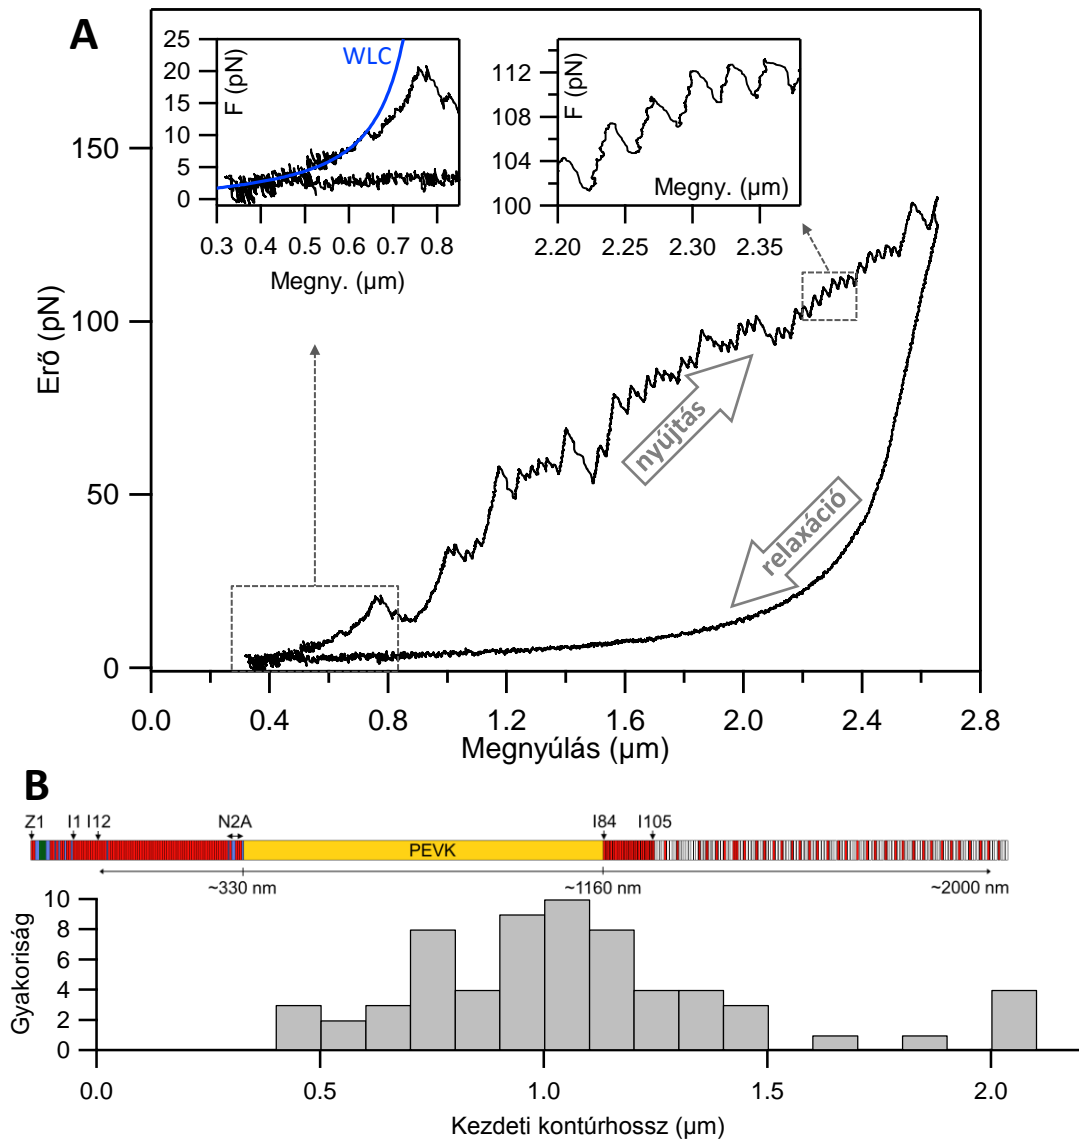 A
25
20
15
10
5
0
F (pN)
WLC
0.3 0.4 0.5 0.6 0.7 0.8
Megny. (µm)
112
108
104
100
F (pN)
Megny. (µm)
2.20 2.25 2.30 2.35
150
100
50
0
Erő (pN)
nyújtás
relaxáció
0.0 0.4 0.8 1.2 1.6 2.0 2.4 2.8
Megnyúlás (µm)
B
Z1 I1 I12 N2A I84 I105
PEVK
~330 nm ~1160 nm ~2000 nm
10
8
6
4
2
0
Gyakoriság
0.0 0.5 1.0 1.5 2.0
Kezdeti kontúrhossz (µm)